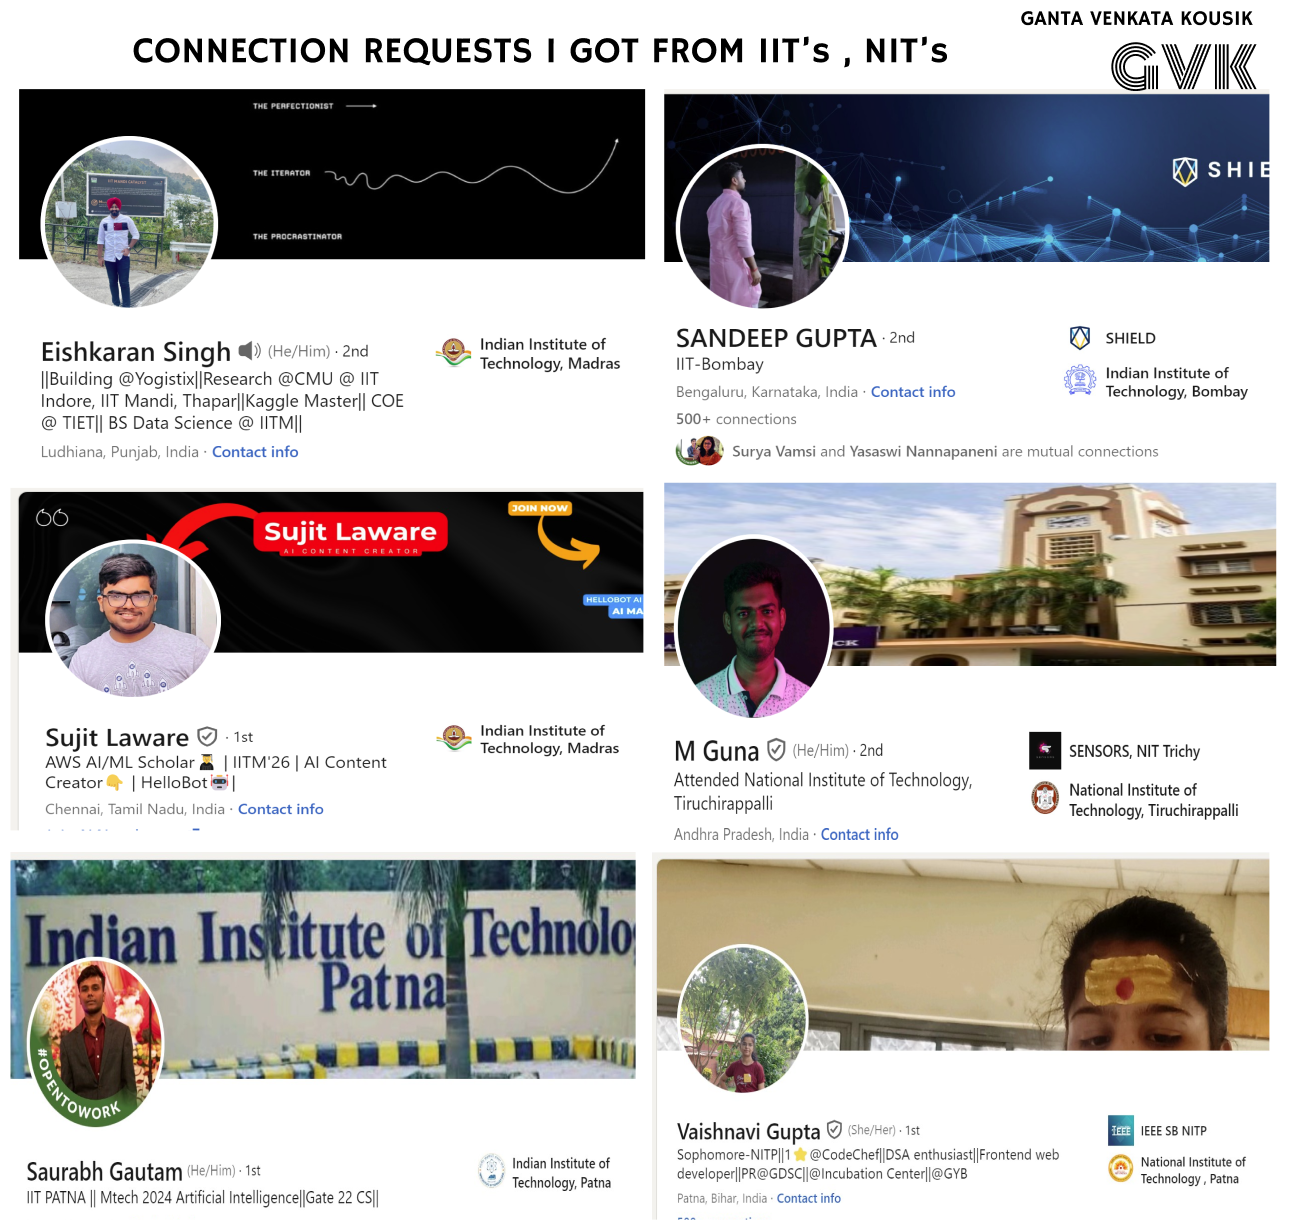 GANTA VENKATA KOUSIK
CONNECTION REQUESTS I GOT FROM IIT's , NIT's
GVK
THE PERFECTIONIST
THE ITERATOR
THE PROCRASTINATOR
Eishkaran Singh (He/Him) · 2nd
||Building @Yogistix||Research @CMU @ IIT
Indore, IIT Mandi, Thapar||Kaggle Master|| COE
@ TIET|| BS Data Science @ IITM||
Ludhiana, Punjab, India · Contact info
Indian Institute of
Technology, Madras
SHIE
SANDEEP GUPTA · 2nd
IIT-Bombay
Bengaluru, Karnataka, India · Contact info
500+ connections
Surya Vamsi and Yasaswi Nannapaneni are mutual connections
SHIELD
Indian Institute of
Technology, Bombay
Sujit Laware
AI CONTENT CREATOR
JOIN NOW
HELLOBOT AI
AI MA
Sujit Laware · 1st
AWS AI/ML Scholar 👨‍🎓 | IITM'26 | AI Content
Creator👇 | HelloBot🤖|
Chennai, Tamil Nadu, India · Contact info
Indian Institute of
Technology, Madras
CK
M Guna (He/Him) · 2nd
Attended National Institute of Technology,
Tiruchirappalli
Andhra Pradesh, India · Contact info
SENSORS, NIT Trichy
National Institute of
Technology, Tiruchirappalli
Indian Institute of Technolo
Patna
#OPENTOWORK
Saurabh Gautam (He/Him) · 1st
IIT PATNA || Mtech 2024 Artificial Intelligence||Gate 22 CS||
Indian Institute of
Technology, Patna
Vaishnavi Gupta (She/Her) · 1st
Sophomore-NITP||1⭐@CodeChef||DSA enthusiast||Frontend web
developer||PR@GDSC||@Incubation Center||@GYB
Patna, Bihar, India · Contact info
IEEE
IEEE SB NITP
National Institute of
Technology , Patna